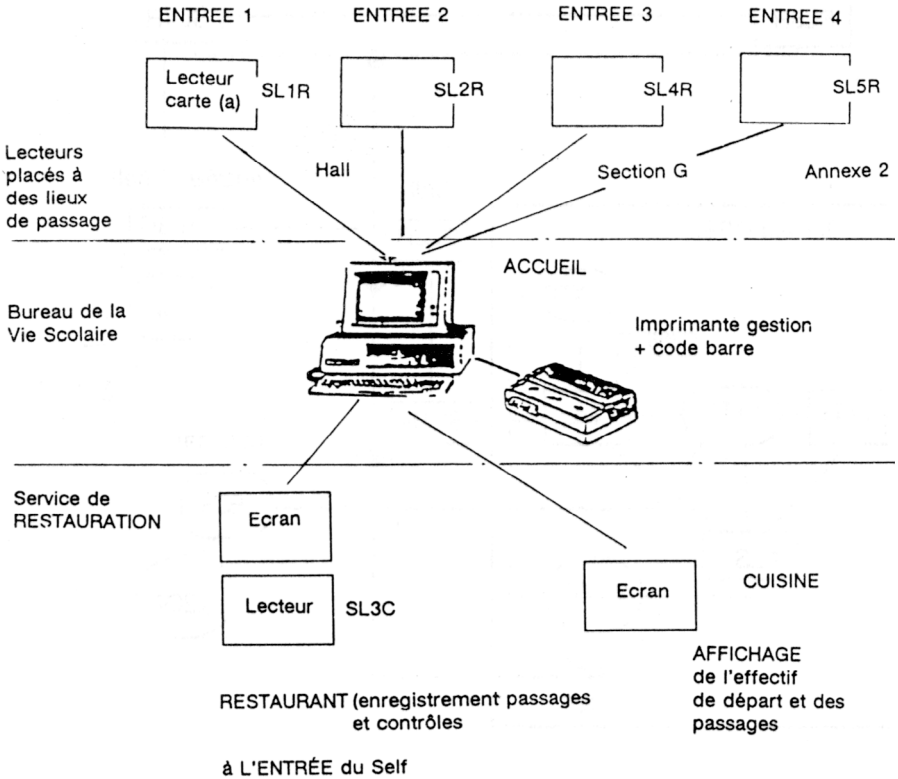 ENTREE 1
ENTREE 2
ENTREE 3
ENTREE 4
Lecteur
carte (a)
SL1R
SL2R
SL4R
SL5R
Lecteurs
placés à
des lieux
de passage
Hall
Section G
Annexe 2
ACCUEIL
Bureau de la
Vie Scolaire
Imprimante gestion
+ code barre
Service de
RESTAURATION
Ecran
Lecteur
SL3C
Ecran
CUISINE
AFFICHAGE
de l'effectif
de départ et des
passages
RESTAURANT (enregistrement passages
et contrôles
à L'ENTRÉE du Self